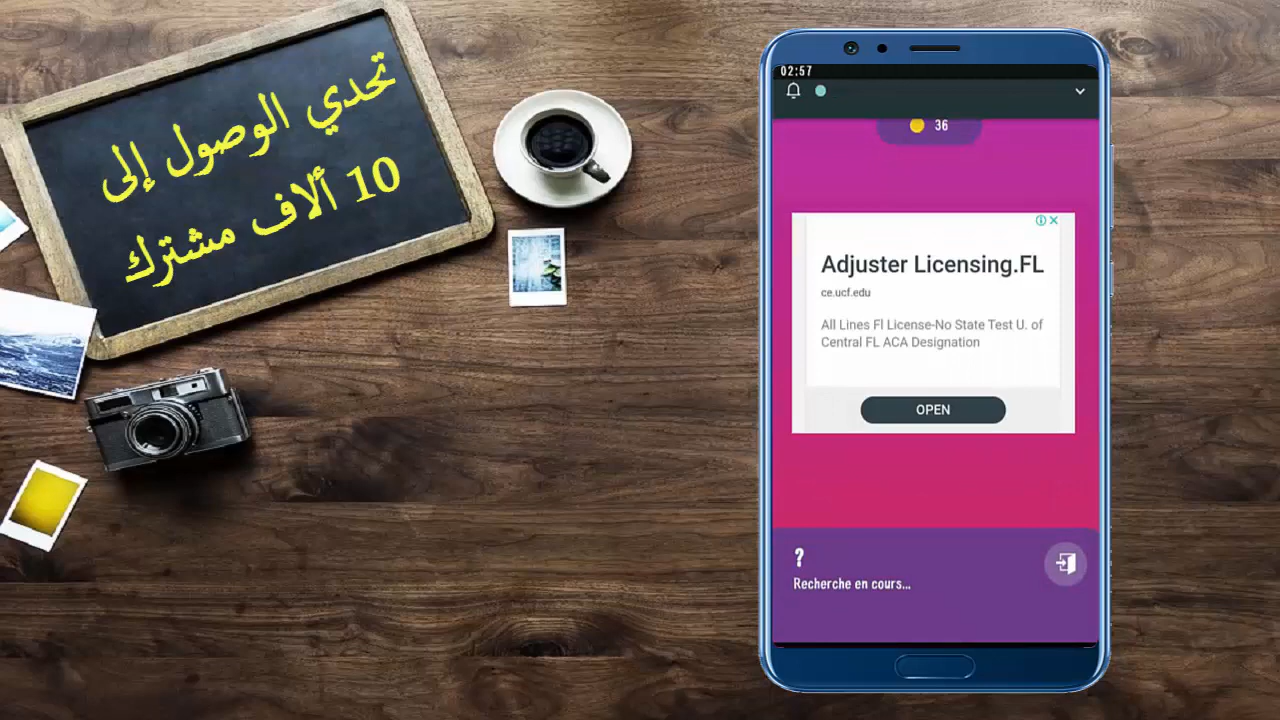 تحدي الوصول إلى
10 ألاف مشترك
02:57
36
Adjuster Licensing.FL
ce.ucf.edu
All Lines Fl License-No State Test U. of
Central FL ACA Designation
OPEN
?
Recherche en cours...